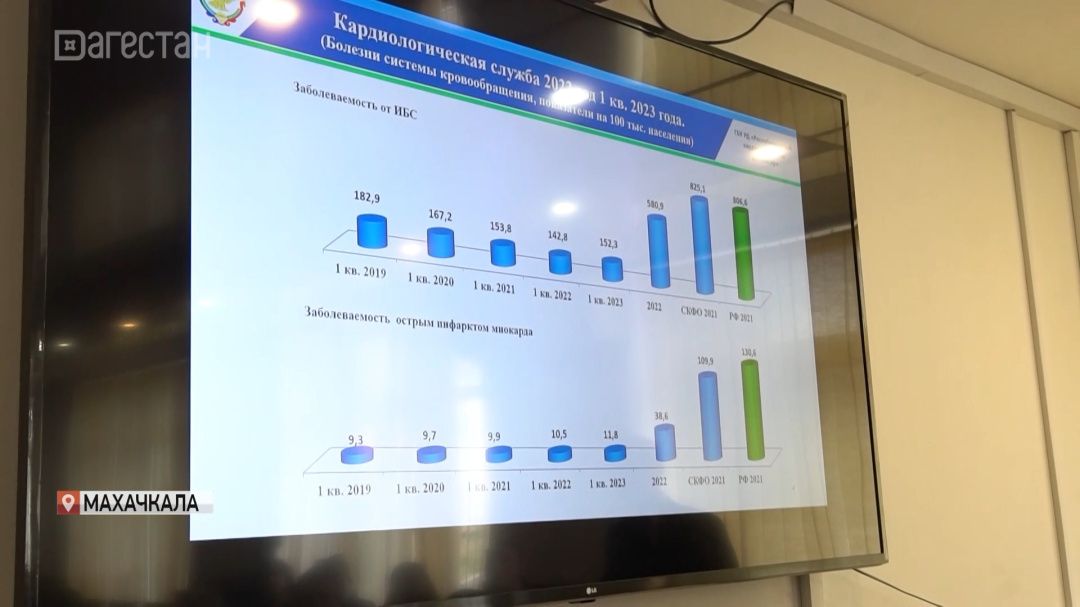 Дагестан
Кардиологическая служба 2022 год 1 кв. 2023 года.
(Болезни системы кровообращения, показатели на 100 тыс. населения)
Заболеваемость от ИБС
182,9
167,2
153,8
142,8
152,3
580,9
825,1
806,6
1 кв. 2019
1 кв. 2020
1 кв. 2021
1 кв. 2022
1 кв. 2023
2022
СКФО 2021
РФ 2021
Заболеваемость острым инфарктом миокарда
9,3
9,7
9,9
10,5
11,8
38,6
109,9
130,6
1 кв. 2019
1 кв. 2020
1 кв. 2021
1 кв. 2022
1 кв. 2023
2022
СКФО 2021
РФ 2021
МАХАЧКАЛА
LG